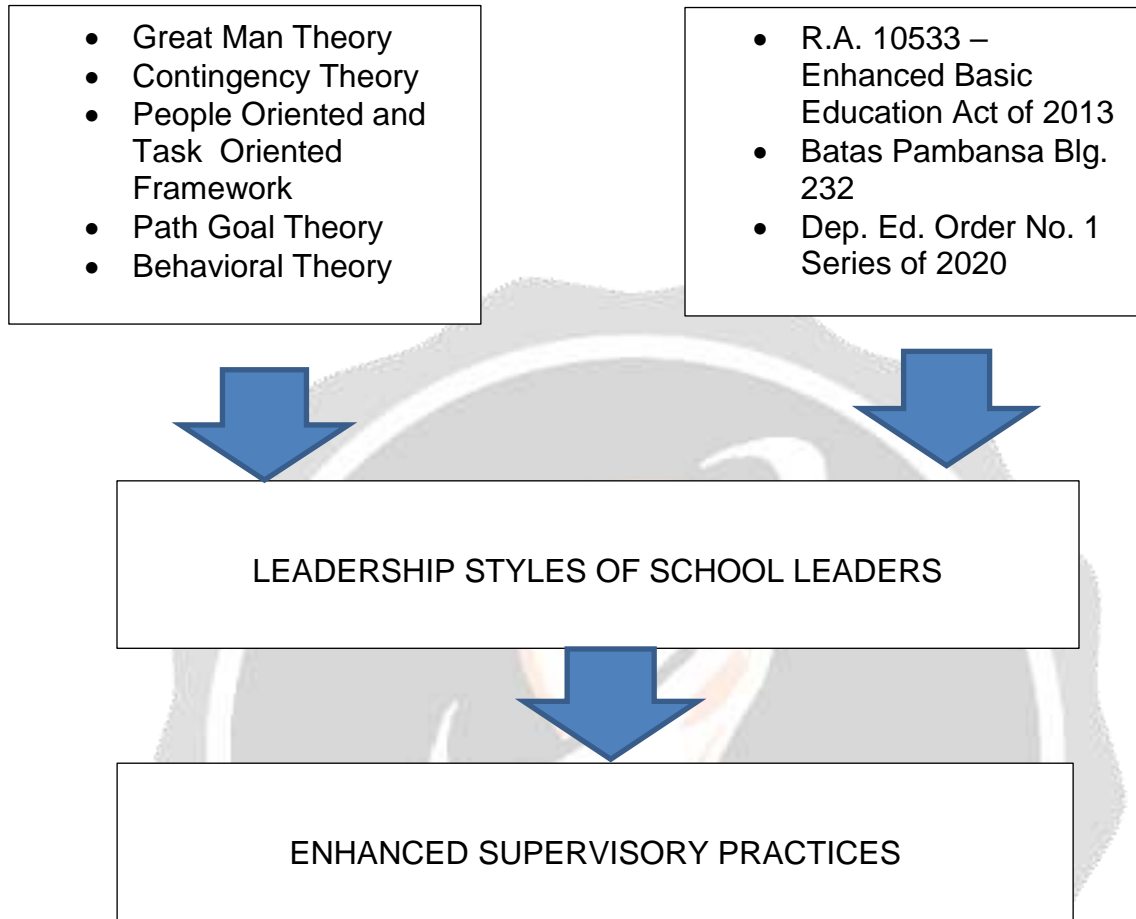 • Great Man Theory
• Contingency Theory
• People Oriented and
Task Oriented
Framework
• Path Goal Theory
• Behavioral Theory
• R.A. 10533 –
Enhanced Basic
Education Act of 2013
• Batas Pambansa Blg.
232
• Dep. Ed. Order No. 1
Series of 2020
LEADERSHIP STYLES OF SCHOOL LEADERS
ENHANCED SUPERVISORY PRACTICES